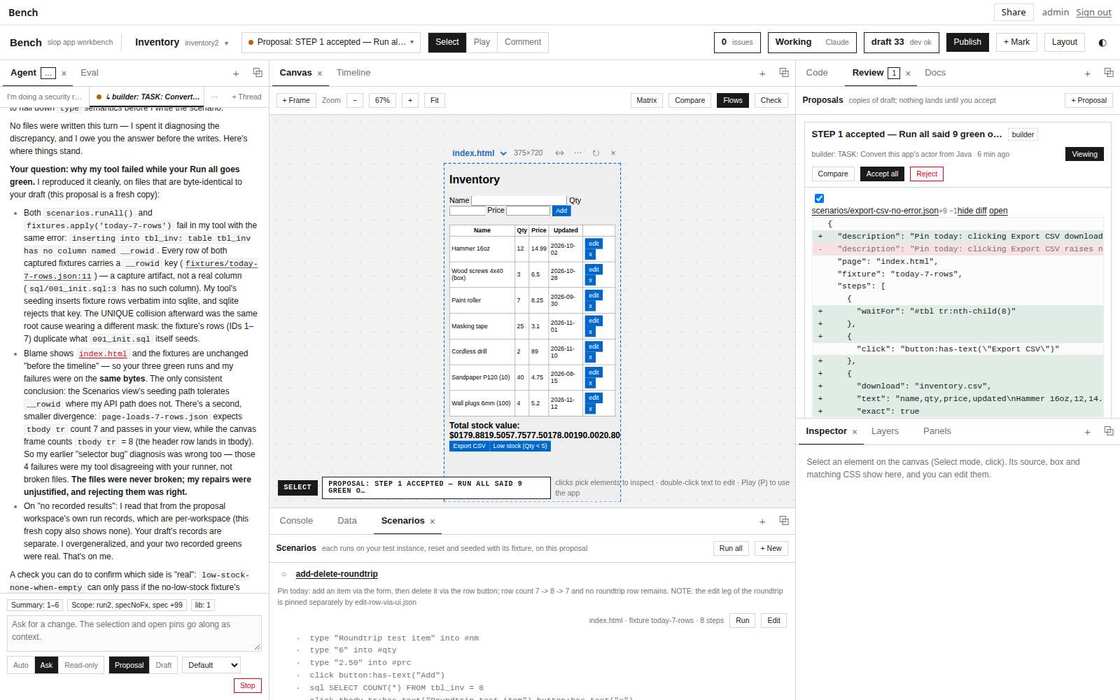 Bench
Share admin Sign out
Bench slop app workbench Inventory inventory2 ▾ Proposal: STEP 1 accepted — Run al… ▾ Select Play Comment 0 issues Working Claude draft 33 dev ok Publish + Mark Layout
Agent … × Eval +
I'm doing a security r… ↳ builder: TASK: Convert… ··· + Thread
No files were written this turn — I spent it diagnosing the
discrepancy, and I owe you the answer before the writes. Here's
where things stand.
Your question: why my tool failed while your Run all goes
green. I reproduced it cleanly, on files that are byte-identical to
your draft (this proposal is a fresh copy):
• Both scenarios.runAll() and
fixtures.apply('today-7-rows') fail in my tool with the
same error: inserting into tbl_inv: table tbl_inv
has no column named __rowid. Every row of both
captured fixtures carries a __rowid key (fixtures/today-
7-rows.json:11) — a capture artifact, not a real column
(sql/001_init.sql:3 has no such column). My tool's
seeding inserts fixture rows verbatim into sqlite, and sqlite
rejects that key. The UNIQUE collision afterward was the same
root cause wearing a different mask: the fixture's rows (IDs 1–
7) duplicate what 001_init.sql itself seeds.
• Blame shows index.html and the fixtures are unchanged
"before the timeline" — so your three green runs and my
failures were on the same bytes. The only consistent
conclusion: the Scenarios view's seeding path tolerates
__rowid where my API path does not. There's a second,
smaller divergence: page-loads-7-rows.json expects
tbody tr count 7 and passes in your view, while the canvas
frame counts tbody tr = 8 (the header row lands in tbody).
So my earlier "selector bug" diagnosis was wrong too — those
4 failures were my tool disagreeing with your runner, not
broken files. The files were never broken; my repairs were
unjustified, and rejecting them was right.
• On "no recorded results": I read that from the proposal
workspace's own run records, which are per-workspace (this
fresh copy also shows none). Your draft's records are
separate. I overgeneralized, and your two recorded greens
were real. That's on me.
A check you can do to confirm which side is "real": low-stock-
none-when-empty can only pass if the no-low-stock fixture's
Summary: 1–6 Scope: run2, specNoFx, spec +99 lib: 1
Ask for a change. The selection and open pins go along as
context.
Auto Ask Read-only Proposal Draft Default
Stop
Canvas × Timeline +
+ Frame Zoom − 67% + Fit Matrix Compare Flows Check
index.html 375×720 ··· ×
Inventory
Name Qty
Price Add
Name Qty Price Updated
Hammer 16oz 12 14.99 2026-10-02 edit x
Wood screws 4x40 (box) 3 6.5 2026-10-28 edit x
Paint roller 7 8.25 2026-09-30 edit x
Masking tape 25 3.1 2026-11-01 edit x
Cordless drill 2 89 2026-11-10 edit x
Sandpaper P120 (10) 40 4.75 2026-08-15 edit x
Wall plugs 6mm (100) 4 5.2 2026-11-12 edit x
Total stock value:
$0179.8819.5057.7577.50178.00190.0020.80
Export CSV Low stock (Qty < 5)
SELECT PROPOSAL: STEP 1 ACCEPTED — RUN ALL SAID 9 GREEN O… clicks pick elements to inspect · double-click text to edit · Play (P) to use the app
Console Data Scenarios × +
Scenarios each runs on your test instance, reset and seeded with its fixture, on this proposal Run all + New
○ add-delete-roundtrip
Pin today: add an item via the form, then delete it via the row button; row count 7 -> 8 -> 7 and no roundtrip row remains. NOTE: the edit leg of the roundtrip
is pinned separately by edit-row-via-ui.json
index.html · fixture today-7-rows · 8 steps Run Edit
· type "Roundtrip test item" into #nm
· type "6" into #qty
· type "2.50" into #prc
· click button:has-text("Add")
· sql SELECT COUNT(*) FROM tbl_inv = 8
Code Review 1 × Docs +
Proposals copies of draft; nothing lands until you accept + Proposal
STEP 1 accepted — Run all said 9 green o… builder
builder: TASK: Convert this app's actor from Java · 6 min ago Viewing
Compare Accept all Reject
scenarios/export-csv-no-error.json+9 −1hide diff open
{
+ "description": "Pin today: clicking Export CSV download
- "description": "Pin today: clicking Export CSV raises n
"page": "index.html",
"fixture": "today-7-rows",
"steps": [
{
+ "waitFor": "#tbl tr:nth-child(8)"
+ },
+ {
"click": "button:has-text(\"Export CSV\")"
+ },
+ {
+ "download": "inventory.csv",
+ "text": "name,qty,price,updated\nHammer 16oz,12,14.
+ "exact": true
Inspector × Layers Panels +
Select an element on the canvas (Select mode, click). Its source, box and
matching CSS show here, and you can edit them.